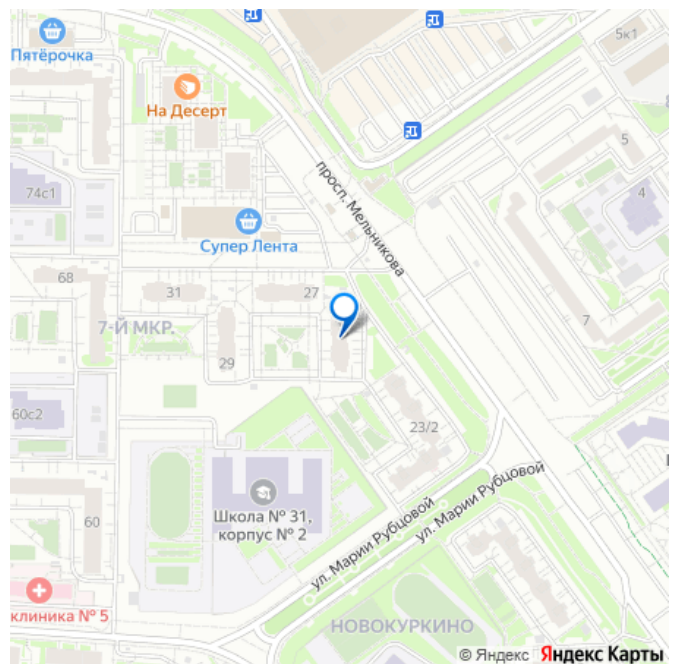 Пятёрочка
5к1
На Десерт
5
74с1
4
просп. Мельникова
Супер Лента
68
31
27
7
7-Й МКР.
29
60с2
23/2
Школа № 31,
корпус № 2
60
ул. Марии Рубцовой
ул. Марии Рубцовой
клиника № 5
НОВОКУРКИНО
© Яндекс Яндекс Карты